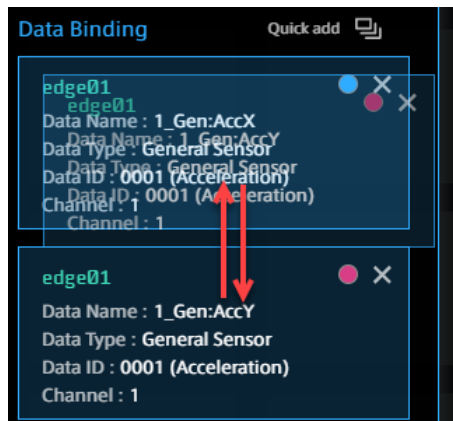 Data Binding
Quick add
edge01
Data Name : 1_Gen:AccX
Data Type : General Sensor
Data ID : 0001 (Acceleration)
Channel : 1
edge01
Data Name : 1_Gen:AccY
Data Type : General Sensor
Data ID : 0001 (Acceleration)
Channel : 1
edge01
Data Name : 1_Gen:AccY
Data Type : General Sensor
Data ID : 0001 (Acceleration)
Channel : 1